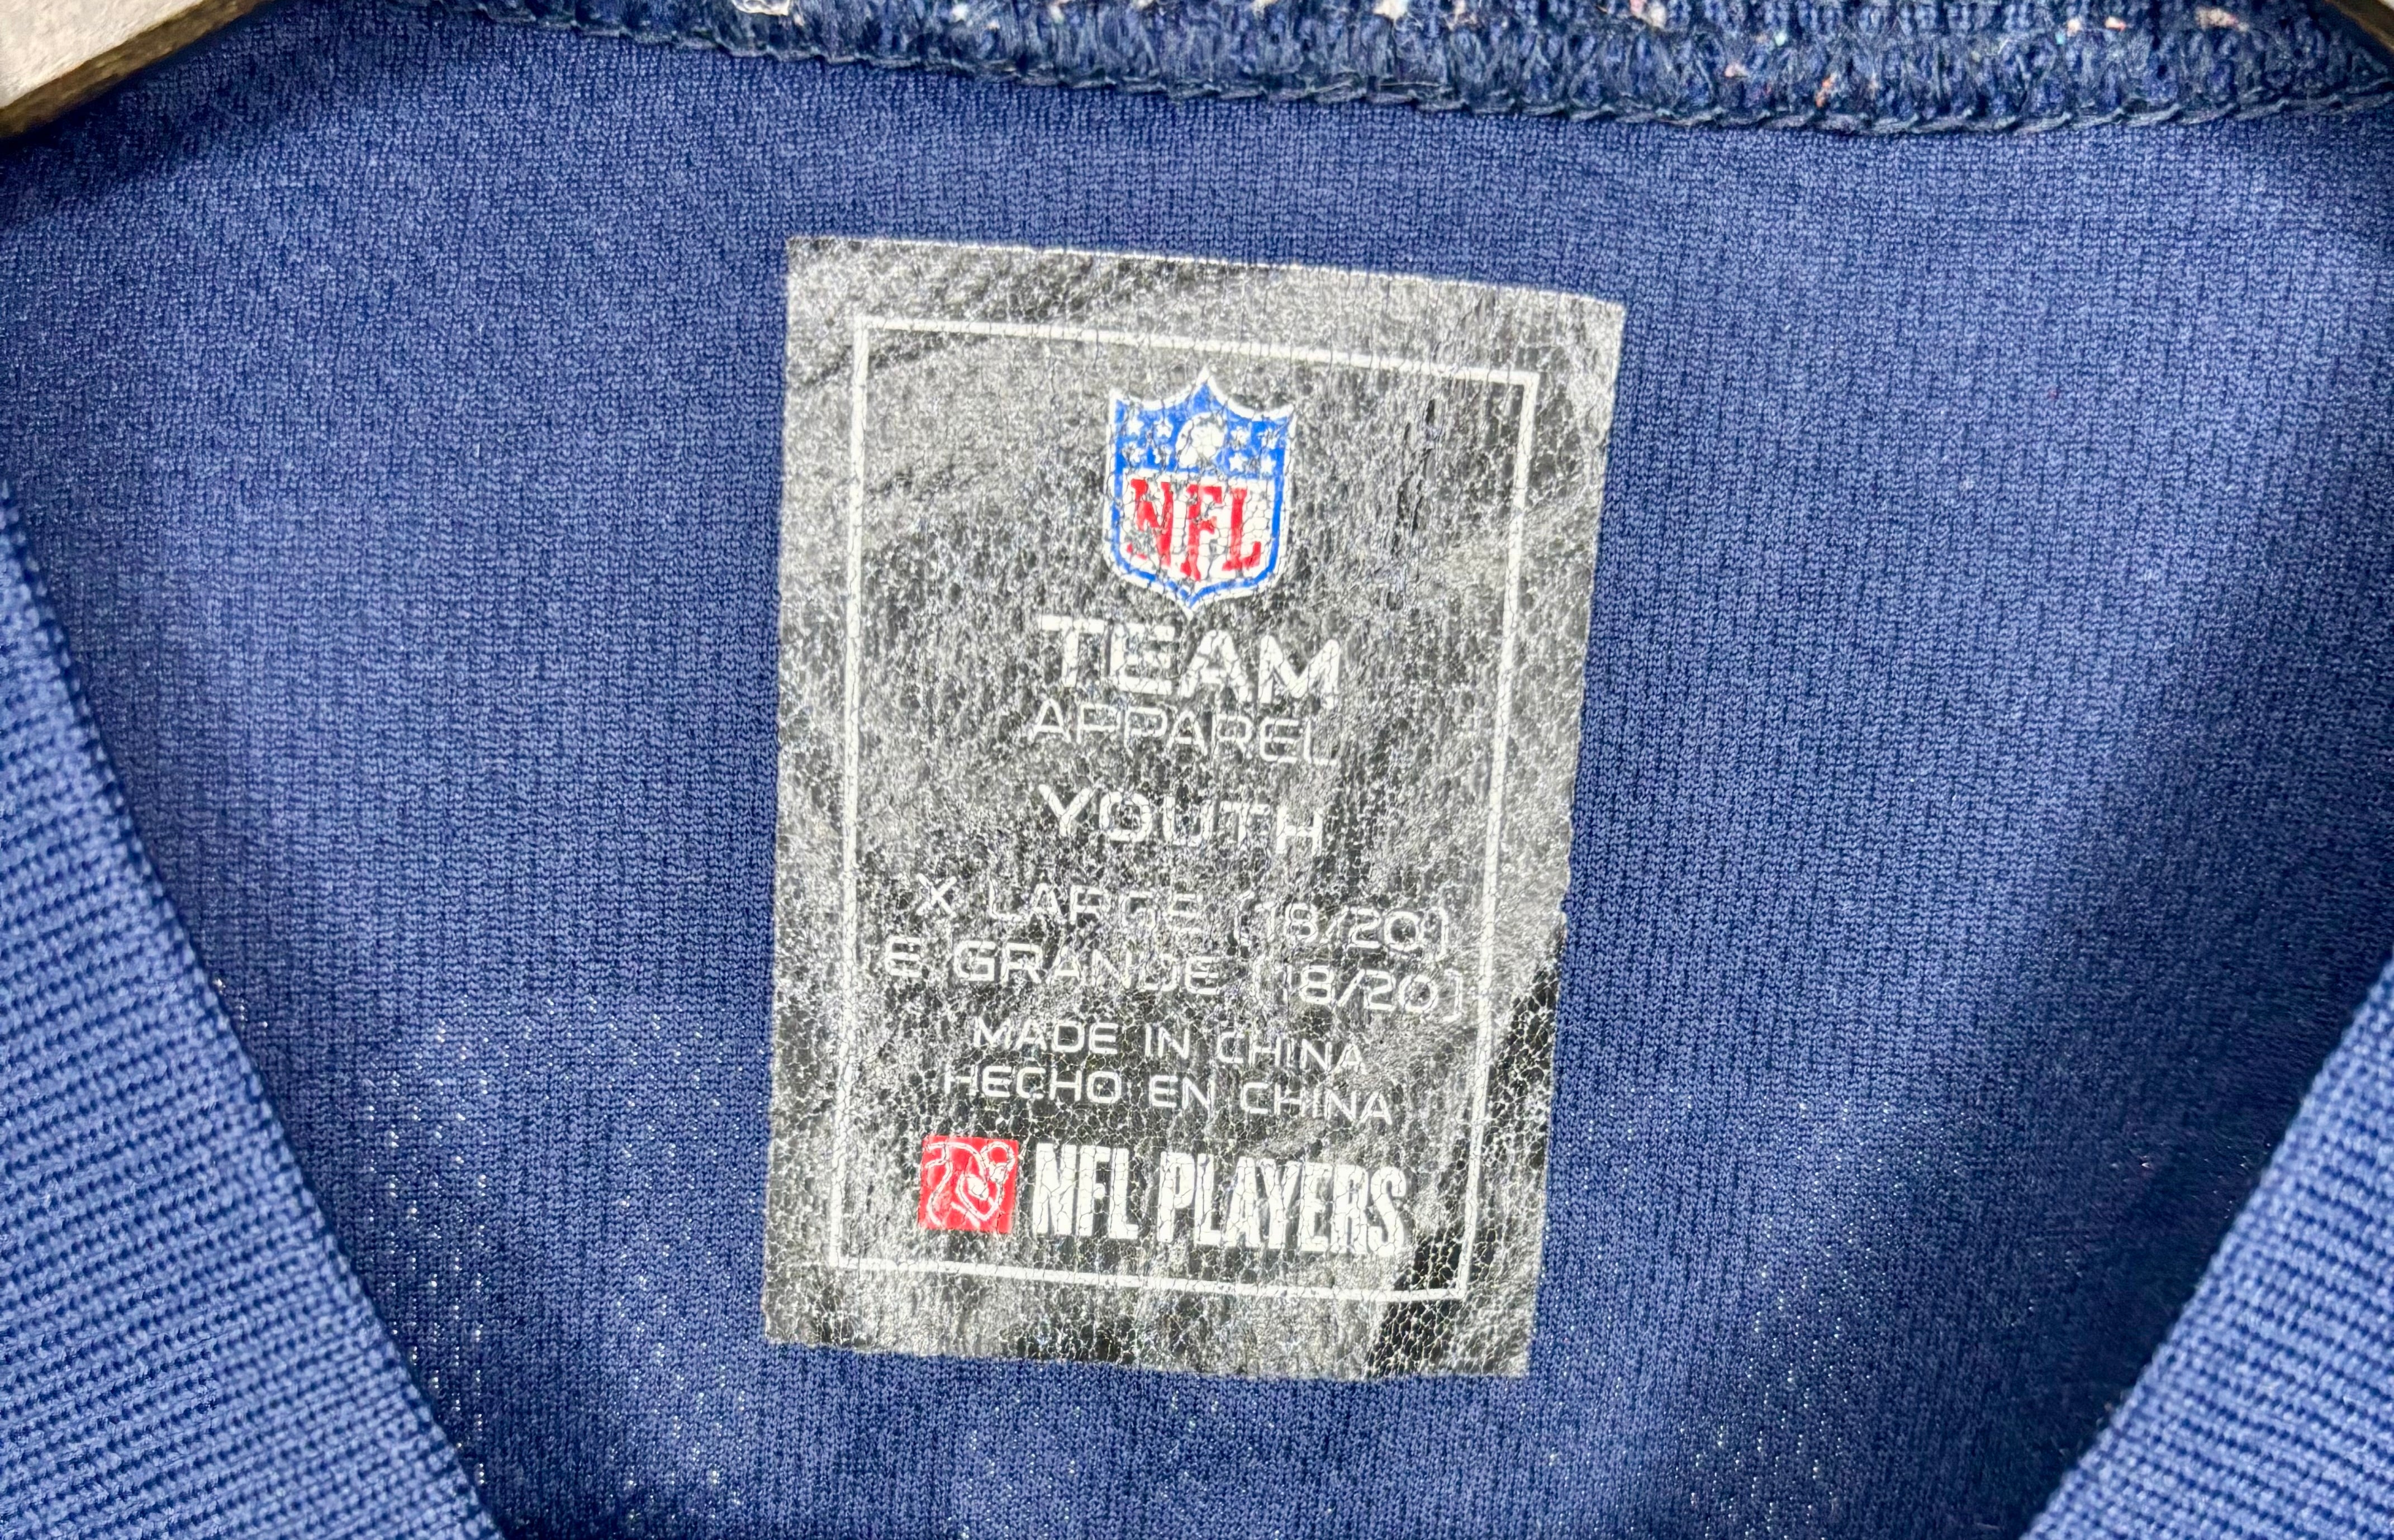 NFL
TEAM
APPAREL
YOUTH
X LARGE (18/20)
E GRANDE (18/20)
MADE IN CHINA
HECHO EN CHINA
NFL PLAYERS